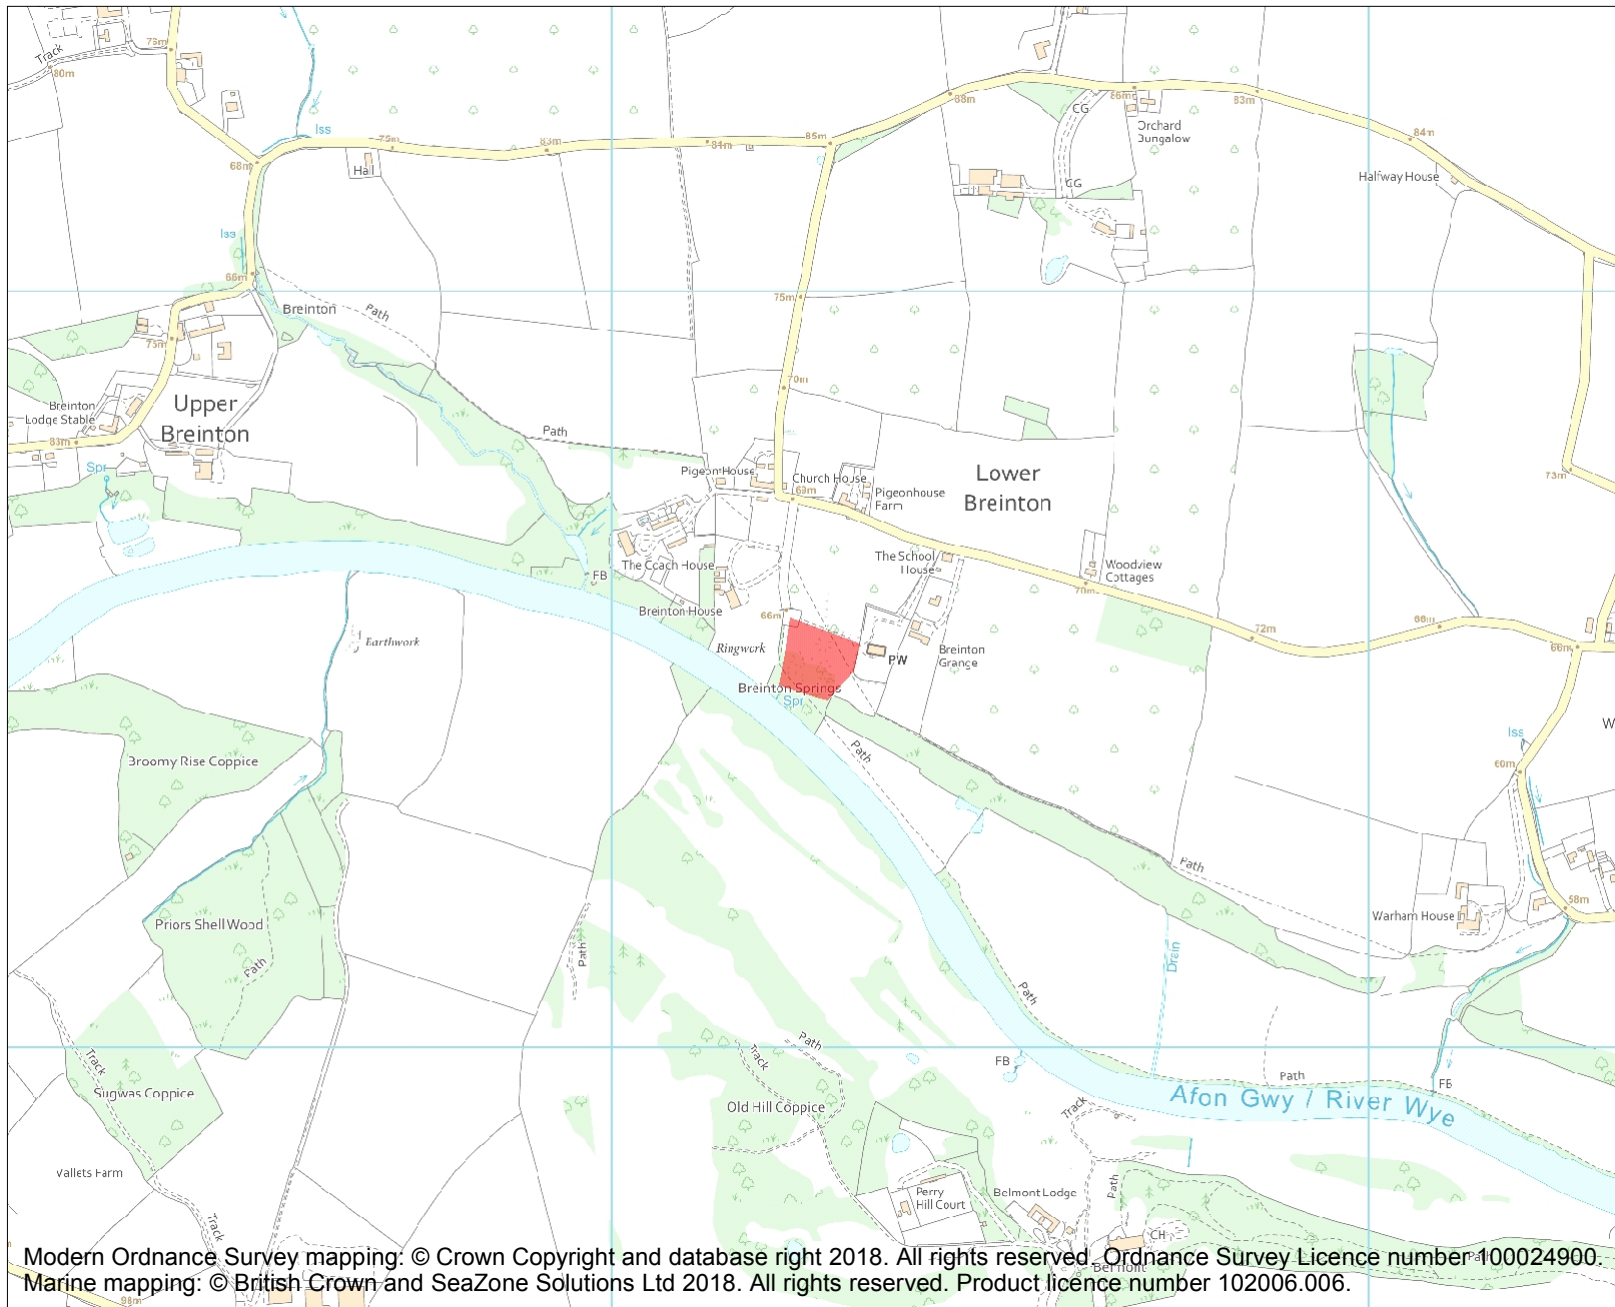 Track
76m
80m
Iss
68m
75m
83m
84m
85m
88m
CG
86m
83m
Orchard
Bungalow
84m
Hall
CG
Halfway House
Iss
66m
Breinton
Path
75m
75m
70m
Breinton
Lodge Stable
Upper
Breinton
83m
Path
Spr
Pigeon House
Church House
69m
Pigeonhouse
Farm
Lower
Breinton
73m
The School
House
The Coach House
FB
Woodview
Cottages
70m
Breinton House
66m
Earthwork
Ringwork
PW
Breinton
Grange
72m
66m
Breinton Springs
Spr
Path
Broomy Rise Coppice
Iss
60m
W
Path
Priors Shell Wood
Path
Path
Drain
Warham House
58m
Path
Track
Sugwas Coppice
Track
Path
FB
Path
FB
Afon Gwy / River Wye
Old Hill Coppice
Track
Vallets Farm
Track
Perry
Hill Court
Belmont Lodge
Path
CH
Path
Belmont
98m
Modern Ordnance Survey mapping: © Crown Copyright and database right 2018. All rights reserved. Ordnance Survey Licence number 100024900.
Marine mapping: © British Crown and SeaZone Solutions Ltd 2018. All rights reserved. Product licence number 102006.006.